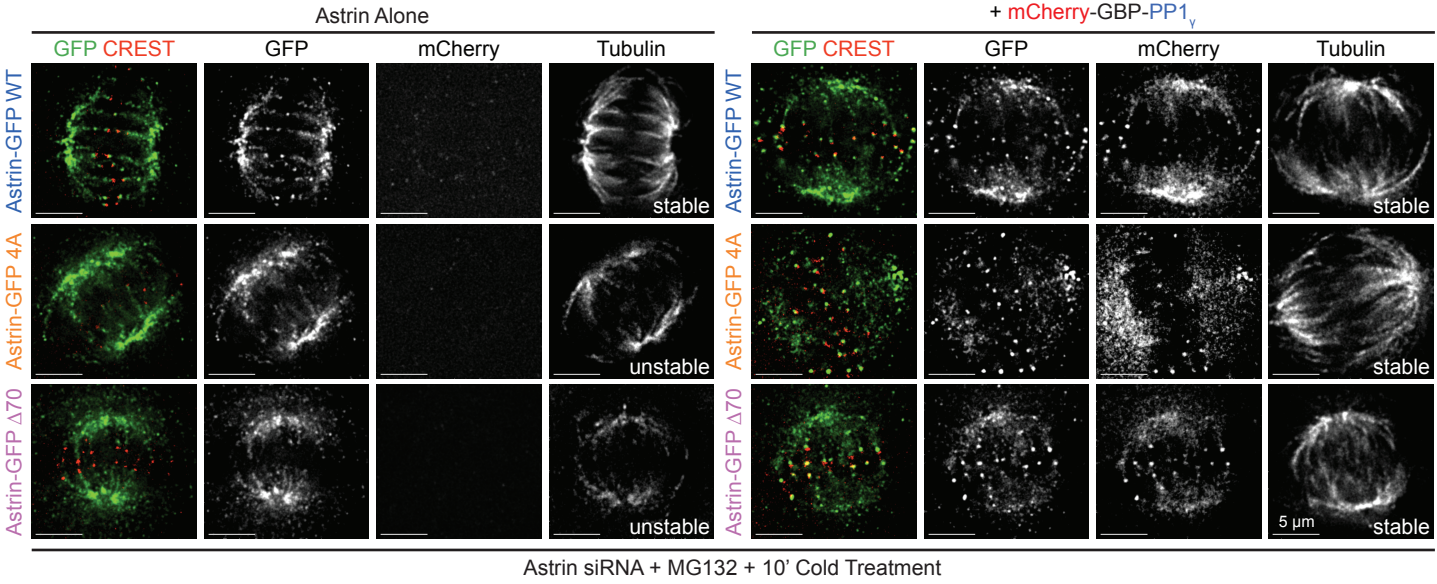 Astrin Alone
+ mCherry-GBP-PP1γ
GFP CREST
GFP
mCherry
Tubulin
GFP CREST
GFP
mCherry
Tubulin
Astrin-GFP WT
stable
Astrin-GFP WT
stable
Astrin-GFP 4A
unstable
Astrin-GFP 4A
stable
Astrin-GFP Δ70
unstable
Astrin-GFP Δ70
5 µm
stable
Astrin siRNA + MG132 + 10' Cold Treatment